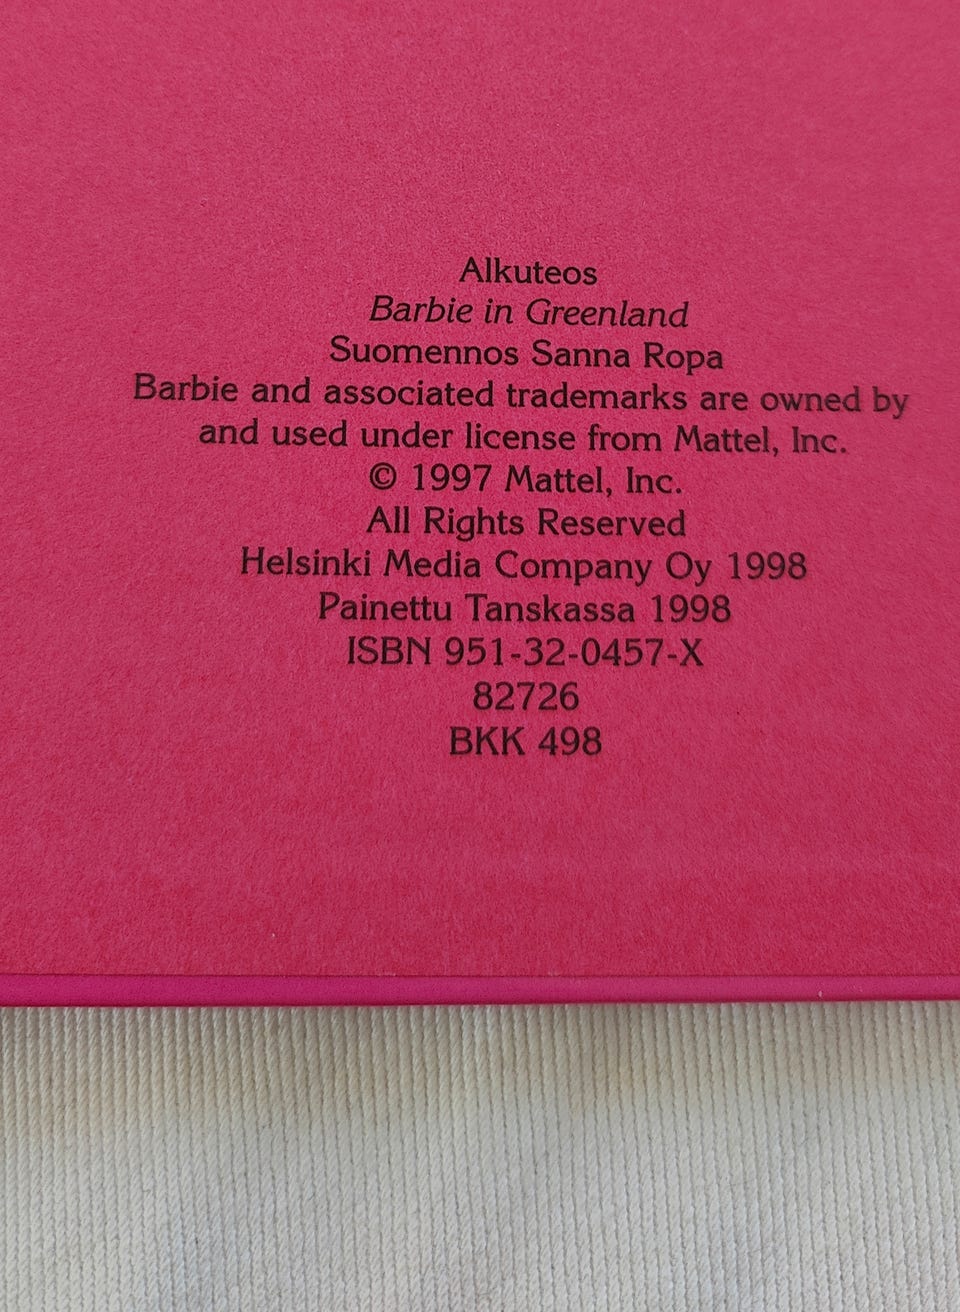 Alkuteos
Barbie in Greenland
Suomennos Sanna Ropa
Barbie and associated trademarks are owned by
and used under license from Mattel, Inc.
© 1997 Mattel, Inc.
All Rights Reserved
Helsinki Media Company Oy 1998
Painettu Tanskassa 1998
ISBN 951-32-0457-X
82726
BKK 498